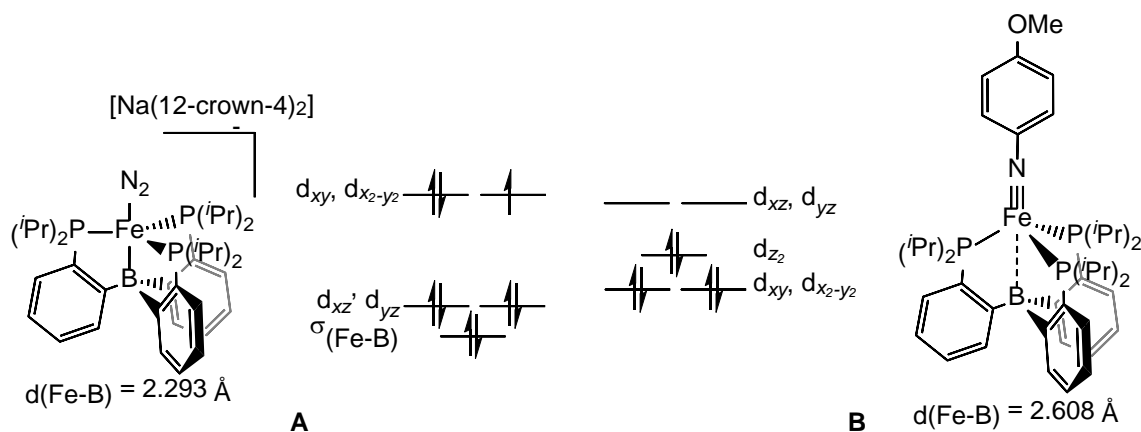 OMe
[Na(12-crown-4)2]
-
N2
N
dxy, dx2-y2
dxz, dyz
(iPr)2P
Fe
P(iPr)2
P(iPr)2
B
dz2
dxy, dx2-y2
(iPr)2P
Fe
P(iPr)2
P(iPr)2
B
dxz, dyz
σ(Fe-B)
d(Fe-B) = 2.293 Å
A
B
d(Fe-B) = 2.608 Å